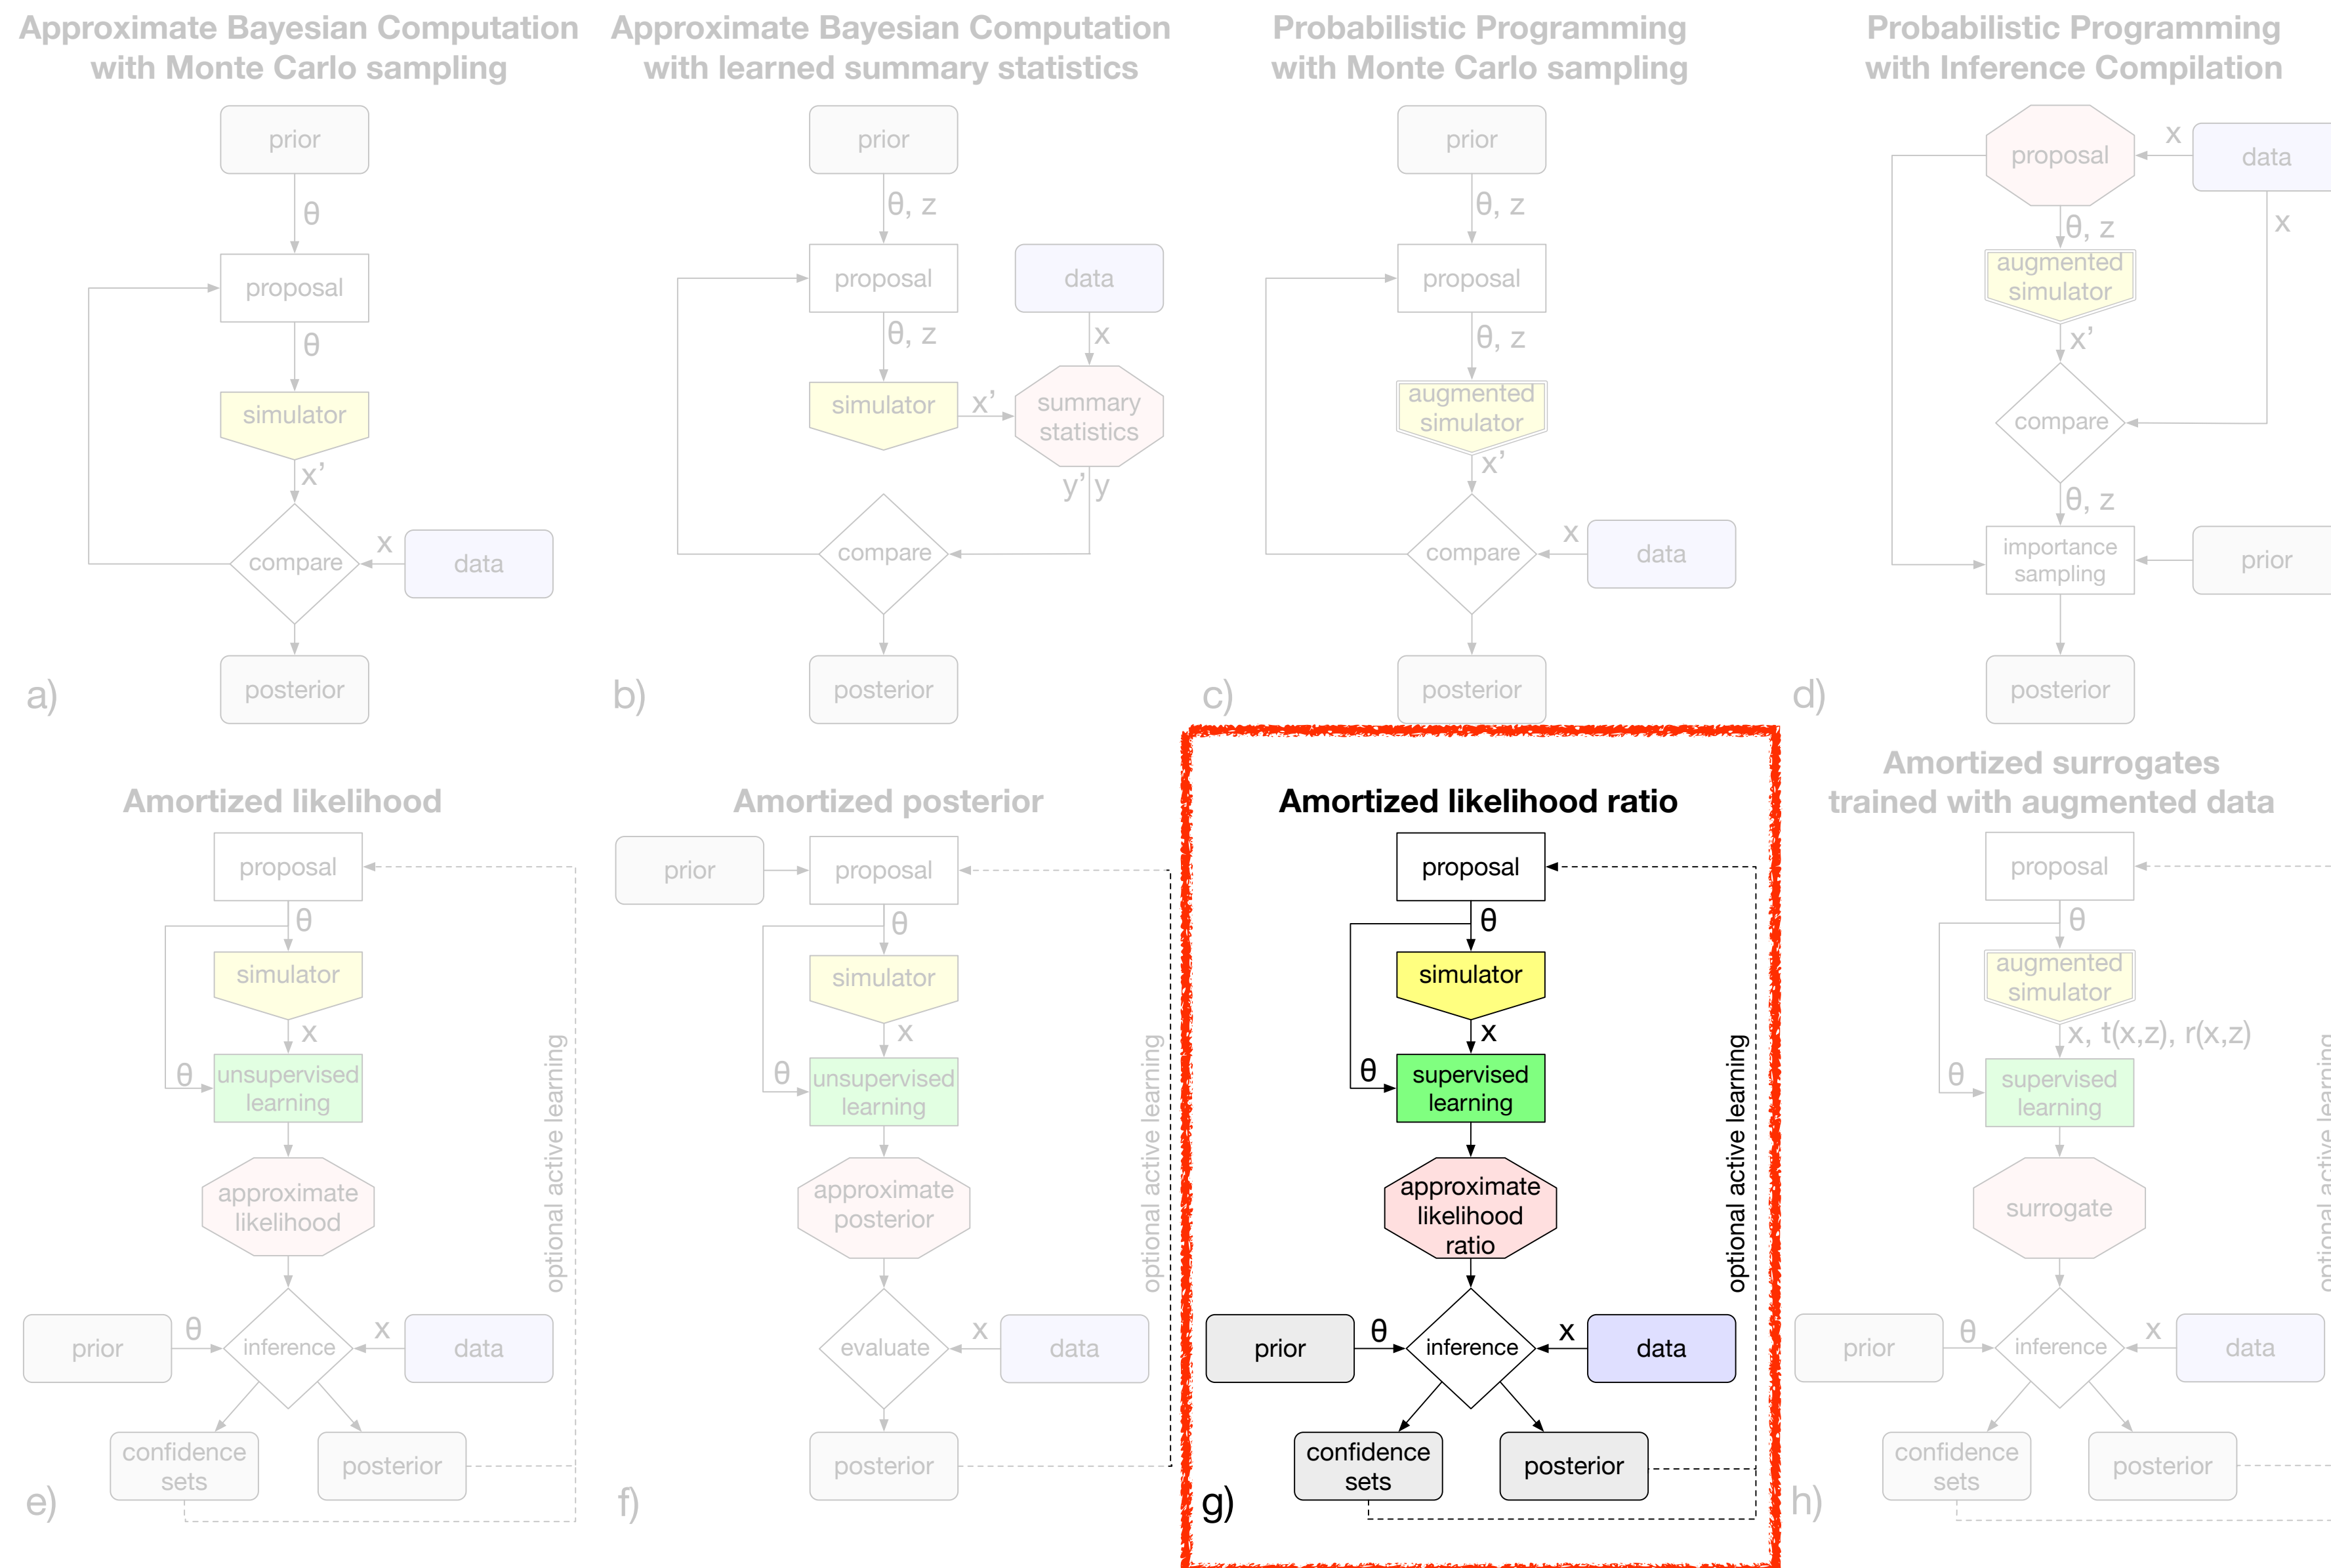 Approximate Bayesian Computation
with Monte Carlo sampling
prior
θ
proposal
θ
simulator
x’
compare
x
data
posterior
a)
Approximate Bayesian Computation
with learned summary statistics
prior
θ, z
proposal
data
θ, z
x
simulator
x’
summary
statistics
y’ y
compare
posterior
b)
Probabilistic Programming
with Monte Carlo sampling
prior
θ, z
proposal
θ, z
augmented
simulator
x’
compare
x
data
posterior
c)
Probabilistic Programming
with Inference Compilation
proposal
x
data
θ, z
x
augmented
simulator
x’
compare
θ, z
importance
sampling
prior
posterior
d)
Amortized likelihood
proposal
θ
simulator
x
θ
unsupervised
learning
approximate
likelihood
optional active learning
prior
θ
inference
x
data
confidence
sets
posterior
e)
Amortized posterior
prior
proposal
θ
simulator
x
θ
unsupervised
learning
approximate
posterior
optional active learning
evaluate
x
data
posterior
f)
Amortized likelihood ratio
proposal
θ
simulator
x
θ
supervised
learning
approximate
likelihood
ratio
optional active learning
prior
θ
inference
x
data
confidence
sets
posterior
g)
Amortized surrogates
trained with augmented data
proposal
θ
augmented
simulator
x, t(x,z), r(x,z)
θ
supervised
learning
surrogate
optional active learning
prior
θ
inference
x
data
confidence
sets
posterior
h)